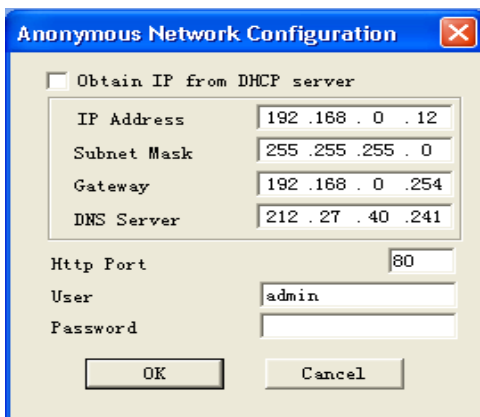 Anonymous Network Configuration
Obtain IP from DHCP server
IP Address 192 .168 . 0 . 12
Subnet Mask 255 .255 .255 . 0
Gateway 192 .168 . 0 .254
DNS Server 212 . 27 . 40 .241
Http Port 80
User admin
Password
OK Cancel